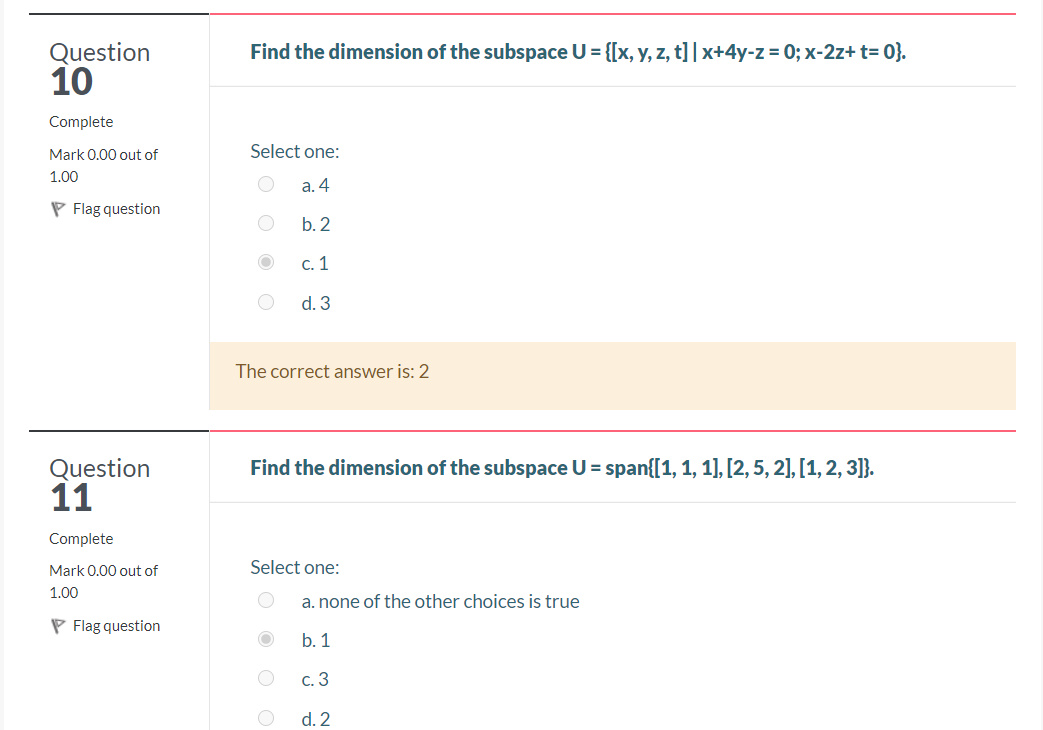 Question
10
Complete
Mark 0.00 out of
1.00
Flag question
Find the dimension of the subspace U = {[x, y, z, t] | x+4y-z = 0; x-2z+ t= 0}.
Select one:
a. 4
b. 2
c. 1
d. 3
The correct answer is: 2
Question
11
Complete
Mark 0.00 out of
1.00
Flag question
Find the dimension of the subspace U = span{[1, 1, 1], [2, 5, 2], [1, 2, 3]}.
Select one:
a. none of the other choices is true
b. 1
c. 3
d. 2